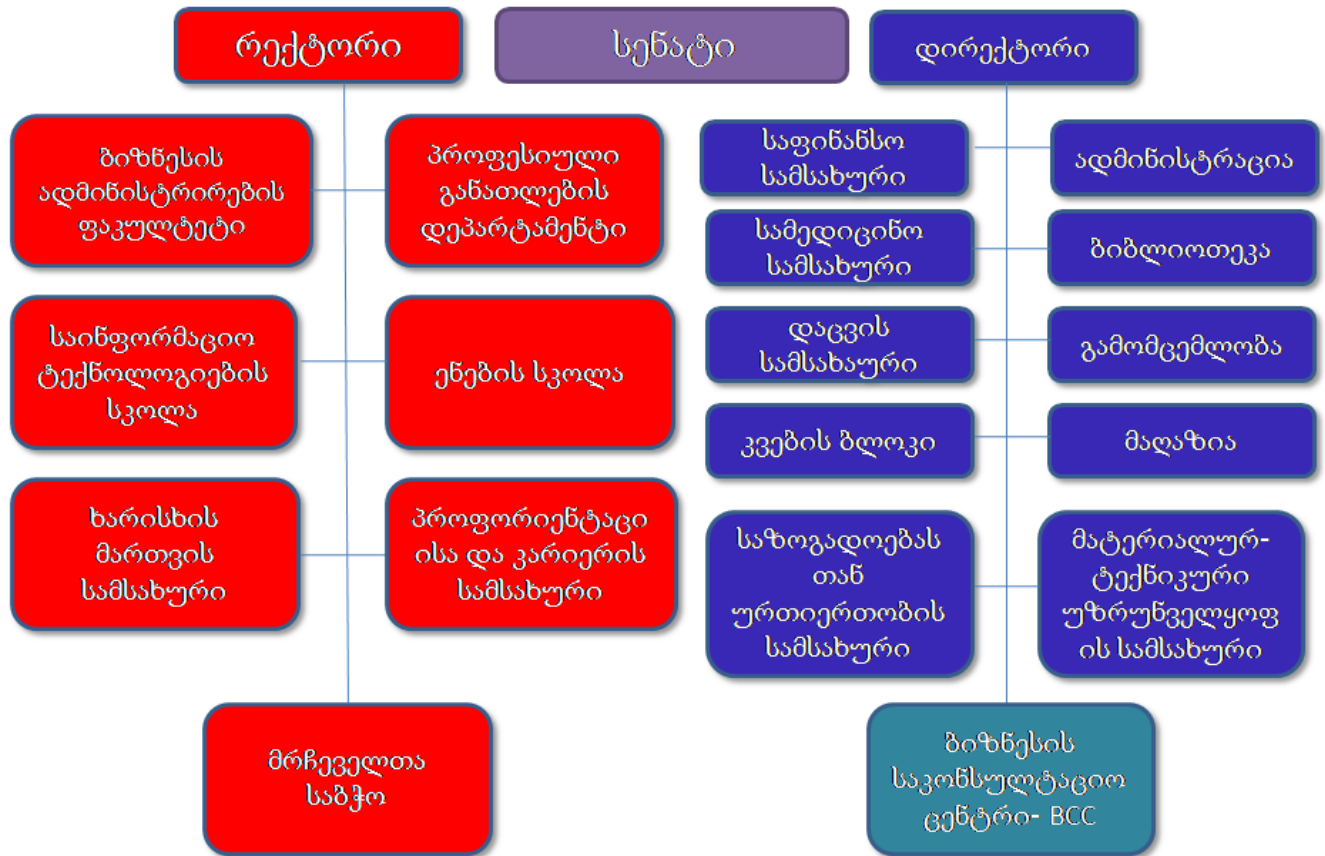 რექტორი
სენატი
დირექტორი
ბიზნესის
ადმინისტრირების
ფაკულტეტი
პროფესიული
განათლების
დეპარტამენტი
საინფორმაციო
ტექნოლოგიების
სკოლა
ენების სკოლა
ხარისხის
მართვის
სამსახური
პროფორიენტაცი
ისა და კარიერის
სამსახური
მრჩეველთა
საბჭო
საფინანსო
სამსახური
ადმინისტრაცია
სამედიცინო
სამსახური
ბიბლიოთეკა
დაცვის
სამსახაური
გამომცემლობა
კვების ბლოკი
მაღაზია
საზოგადოებას
თან
ურთიერთობის
სამსახური
მატერიალურ-
ტექნიკური
უზრუნველყოფ
ის სამსახური
ბიზნესის
საკონსულტაციო
ცენტრი- BCC